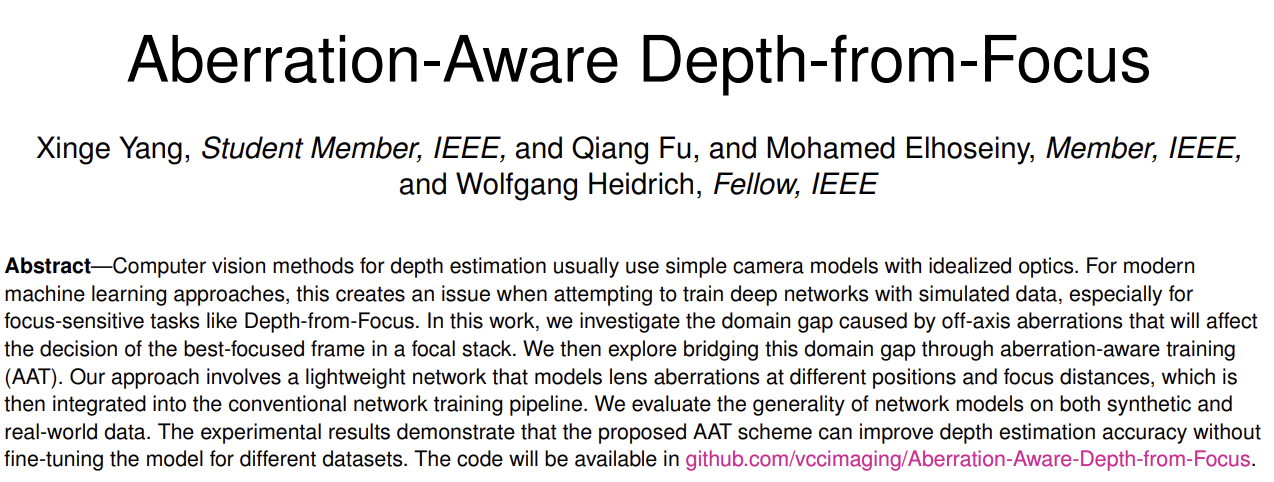 Aberration-Aware Depth-from-Focus
Xinge Yang, Student Member, IEEE, and Qiang Fu, and Mohamed Elhoseiny, Member, IEEE,
and Wolfgang Heidrich, Fellow, IEEE
Abstract—Computer vision methods for depth estimation usually use simple camera models with idealized optics. For modern
machine learning approaches, this creates an issue when attempting to train deep networks with simulated data, especially for
focus-sensitive tasks like Depth-from-Focus. In this work, we investigate the domain gap caused by off-axis aberrations that will affect
the decision of the best-focused frame in a focal stack. We then explore bridging this domain gap through aberration-aware training
(AAT). Our approach involves a lightweight network that models lens aberrations at different positions and focus distances, which is
then integrated into the conventional network training pipeline. We evaluate the generality of network models on both synthetic and
real-world data. The experimental results demonstrate that the proposed AAT scheme can improve depth estimation accuracy without
fine-tuning the model for different datasets. The code will be available in github.com/vccimaging/Aberration-Aware-Depth-from-Focus.